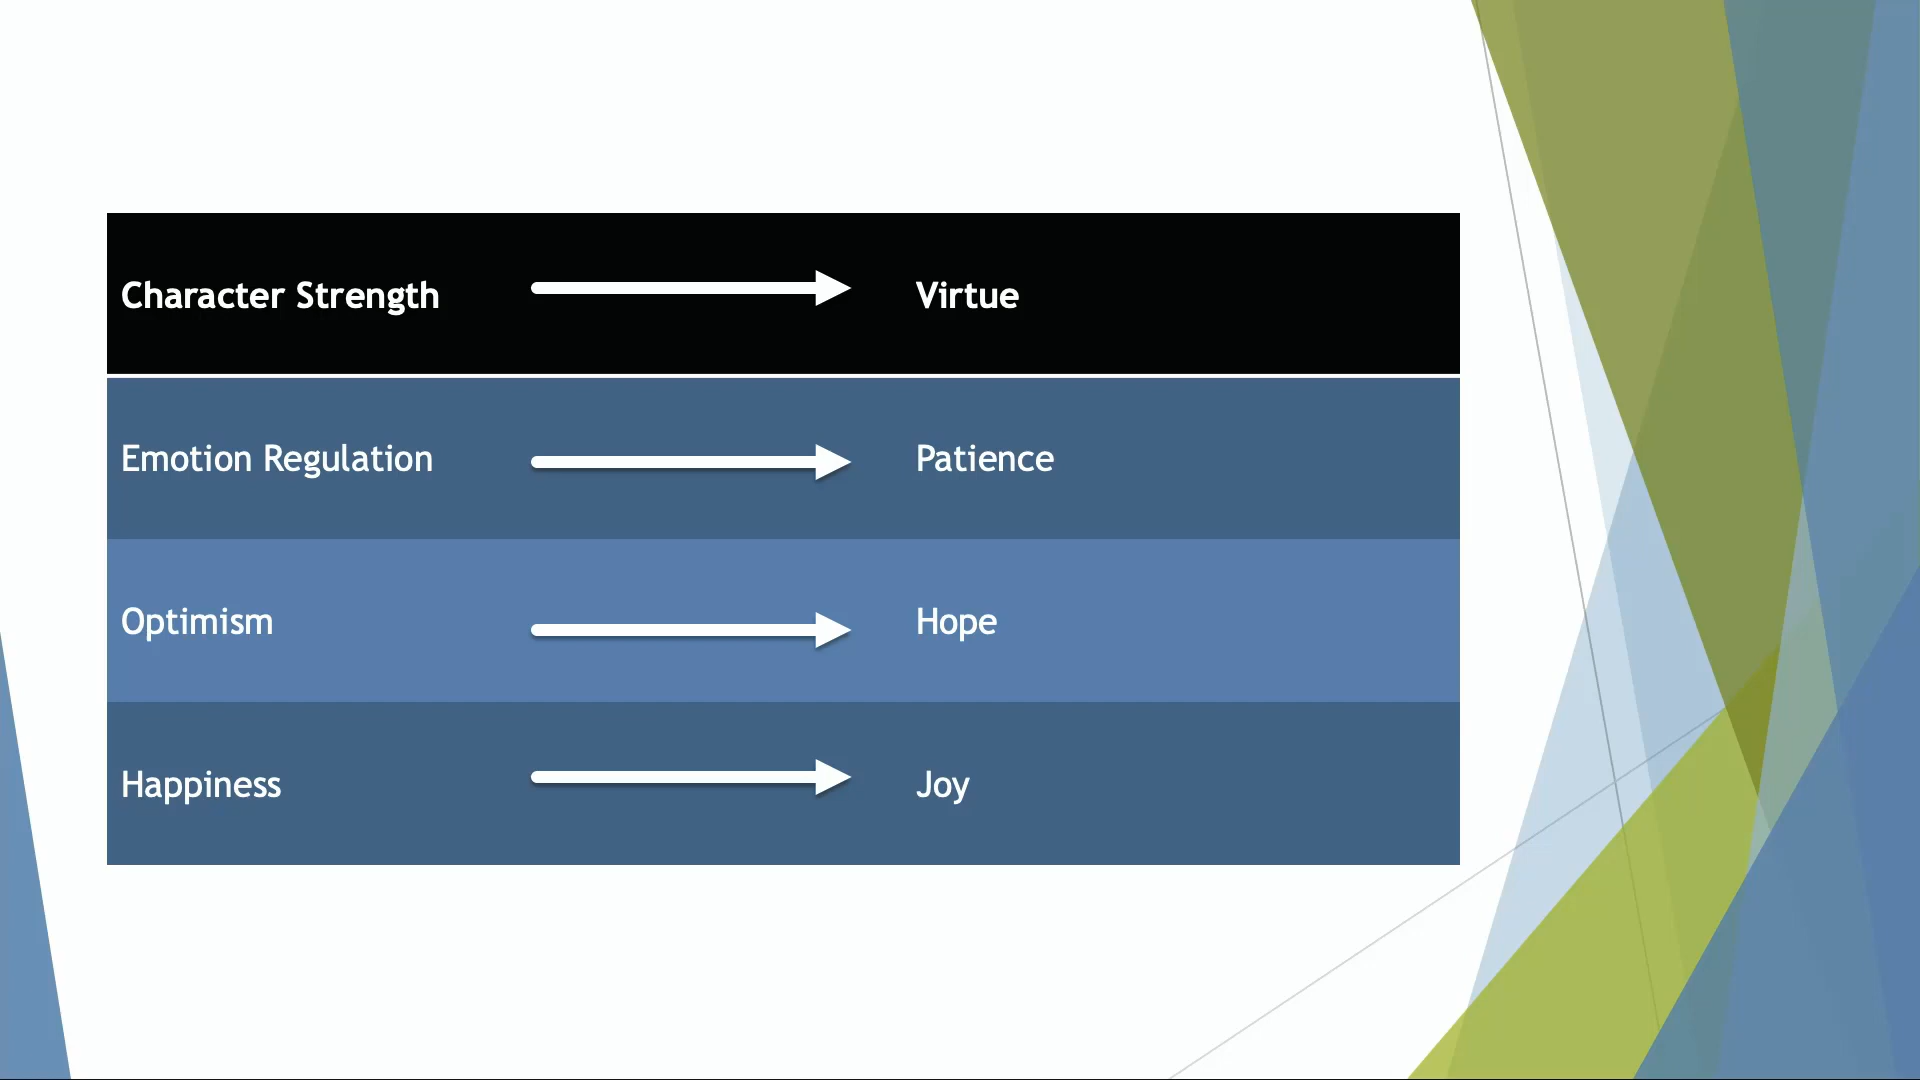 Character Strength Virtue
Emotion Regulation Patience
Optimism Hope
Happiness Joy